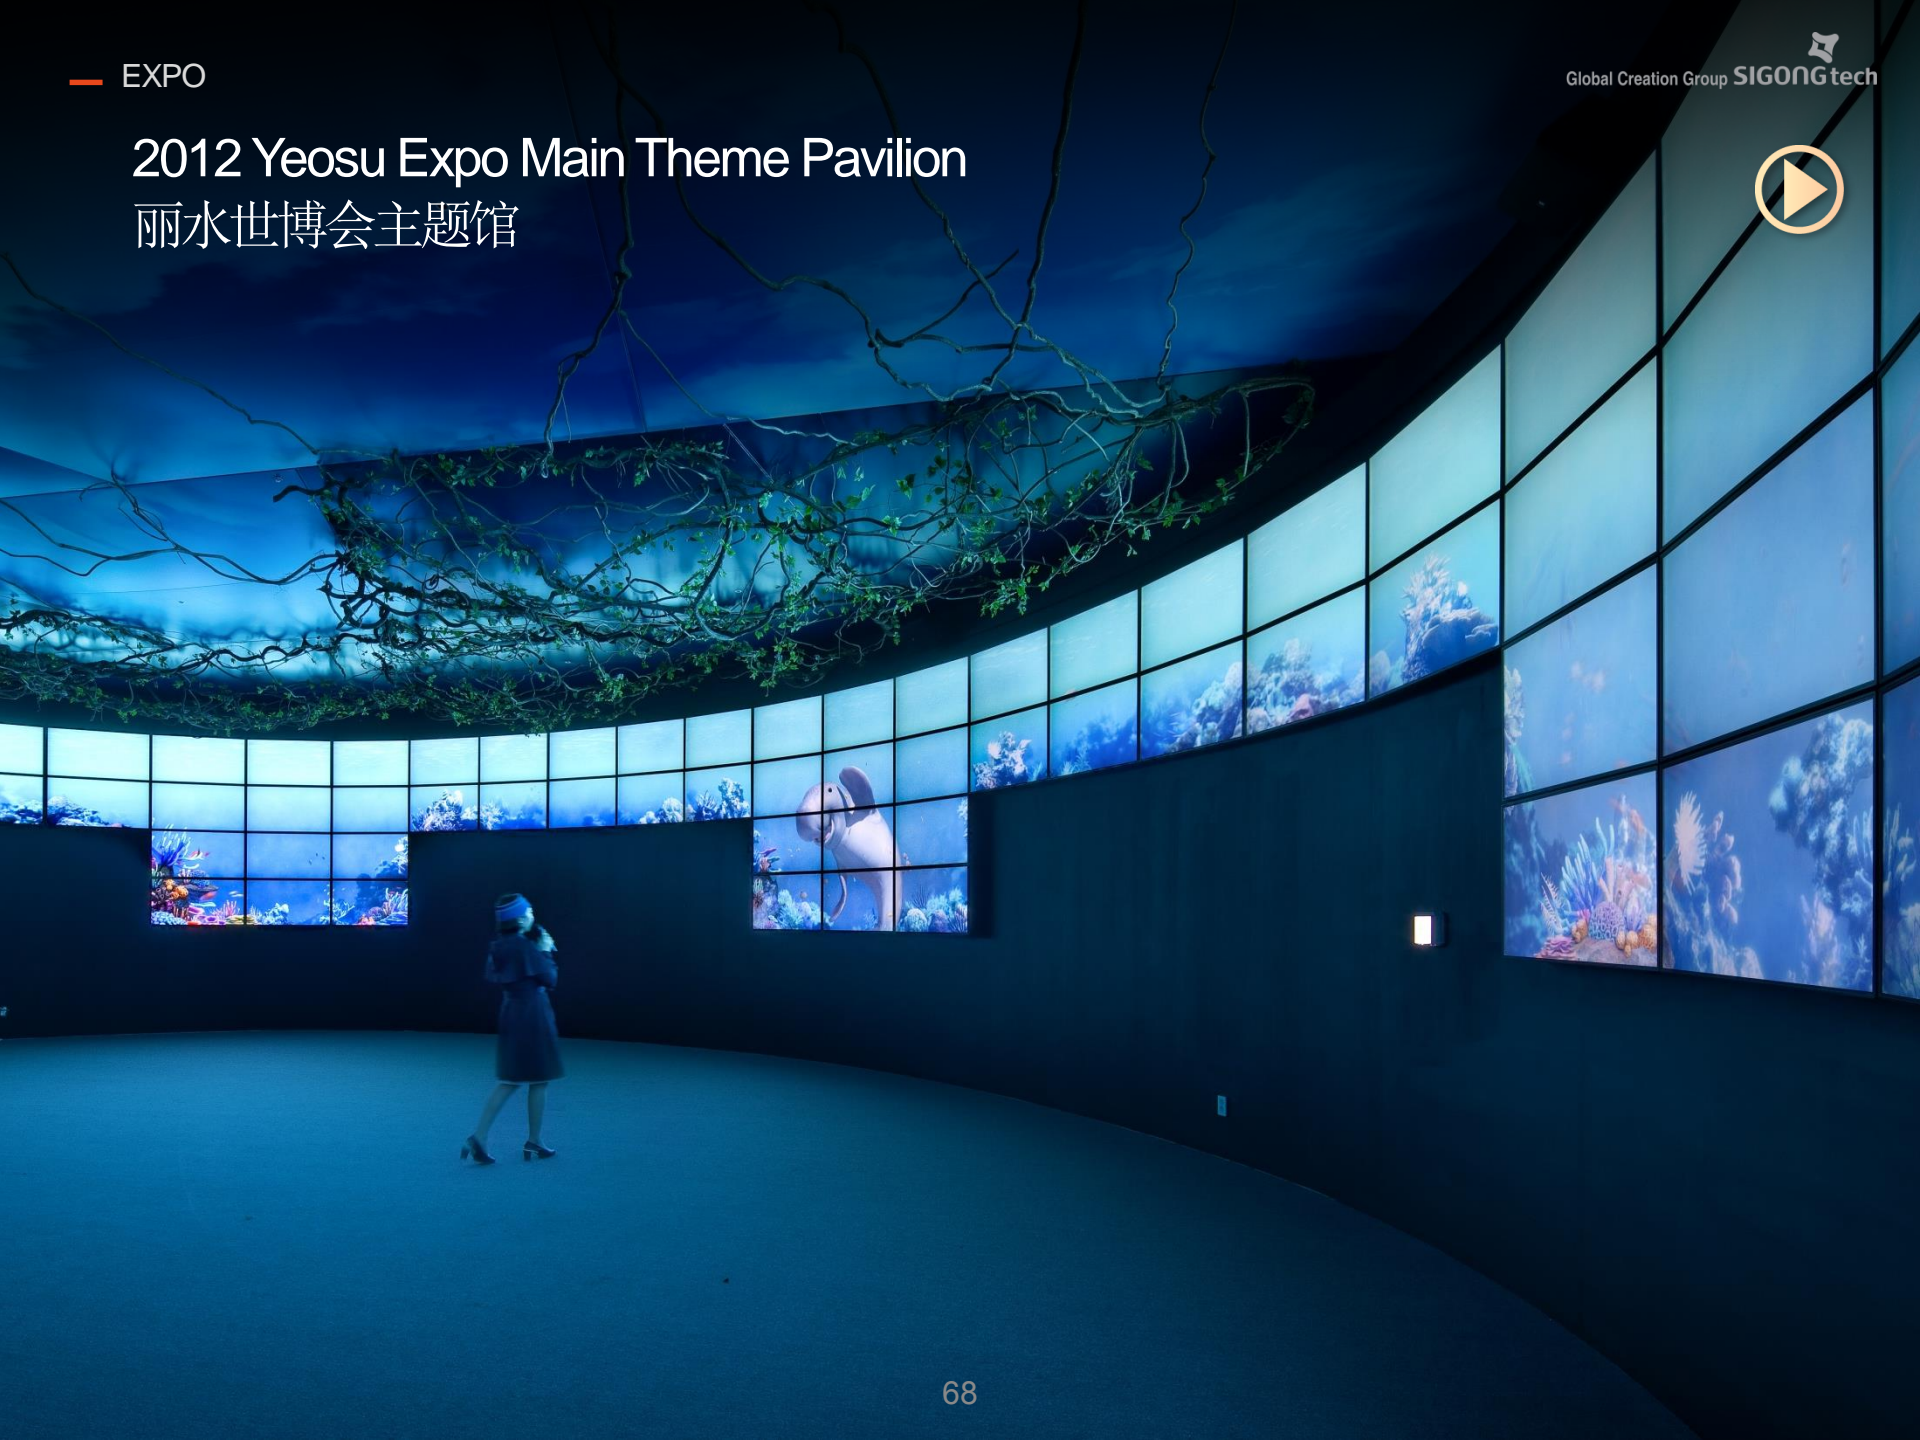 EXPO
Global Creation Group SIGONGtech
2012 Yeosu Expo Main Theme Pavilion
丽水世博会主题馆
68